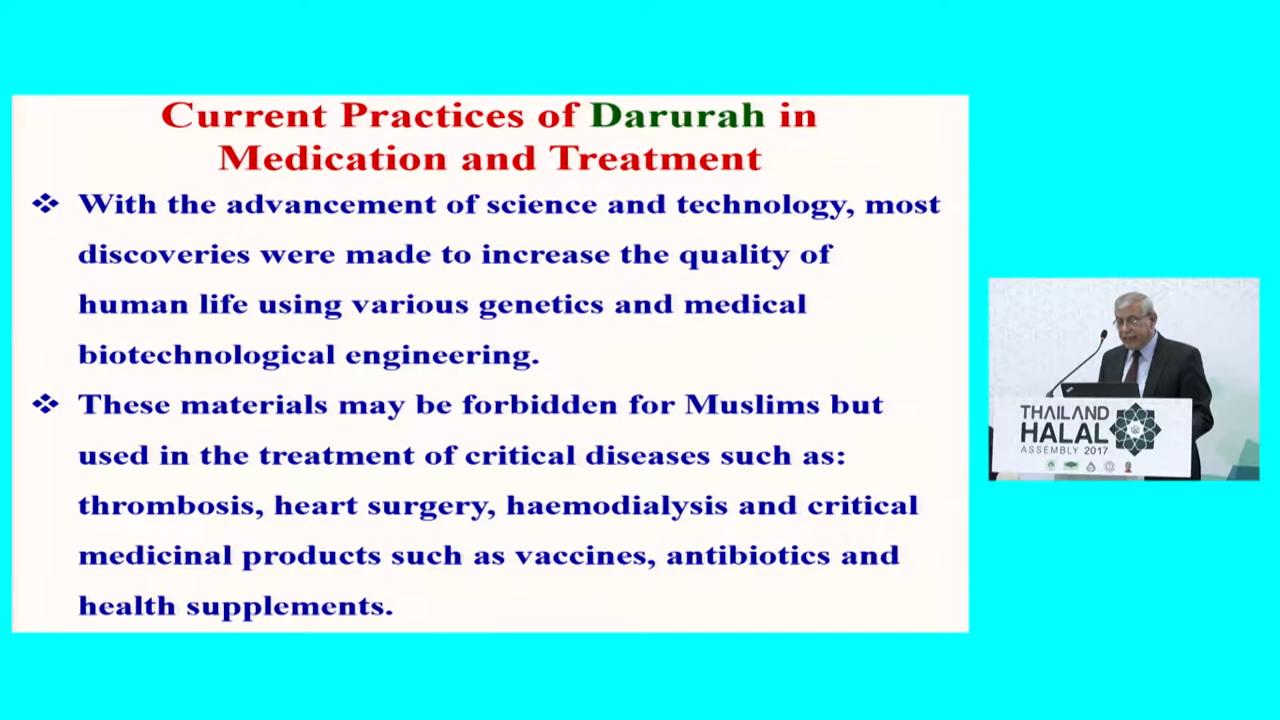 Current Practices of Darurah in
Medication and Treatment
❖ With the advancement of science and technology, most
discoveries were made to increase the quality of
human life using various genetics and medical
biotechnological engineering.
❖ These materials may be forbidden for Muslims but
used in the treatment of critical diseases such as:
thrombosis, heart surgery, haemodialysis and critical
medicinal products such as vaccines, antibiotics and
health supplements.
THAILAND
HALAL
ASSEMBLY 2017